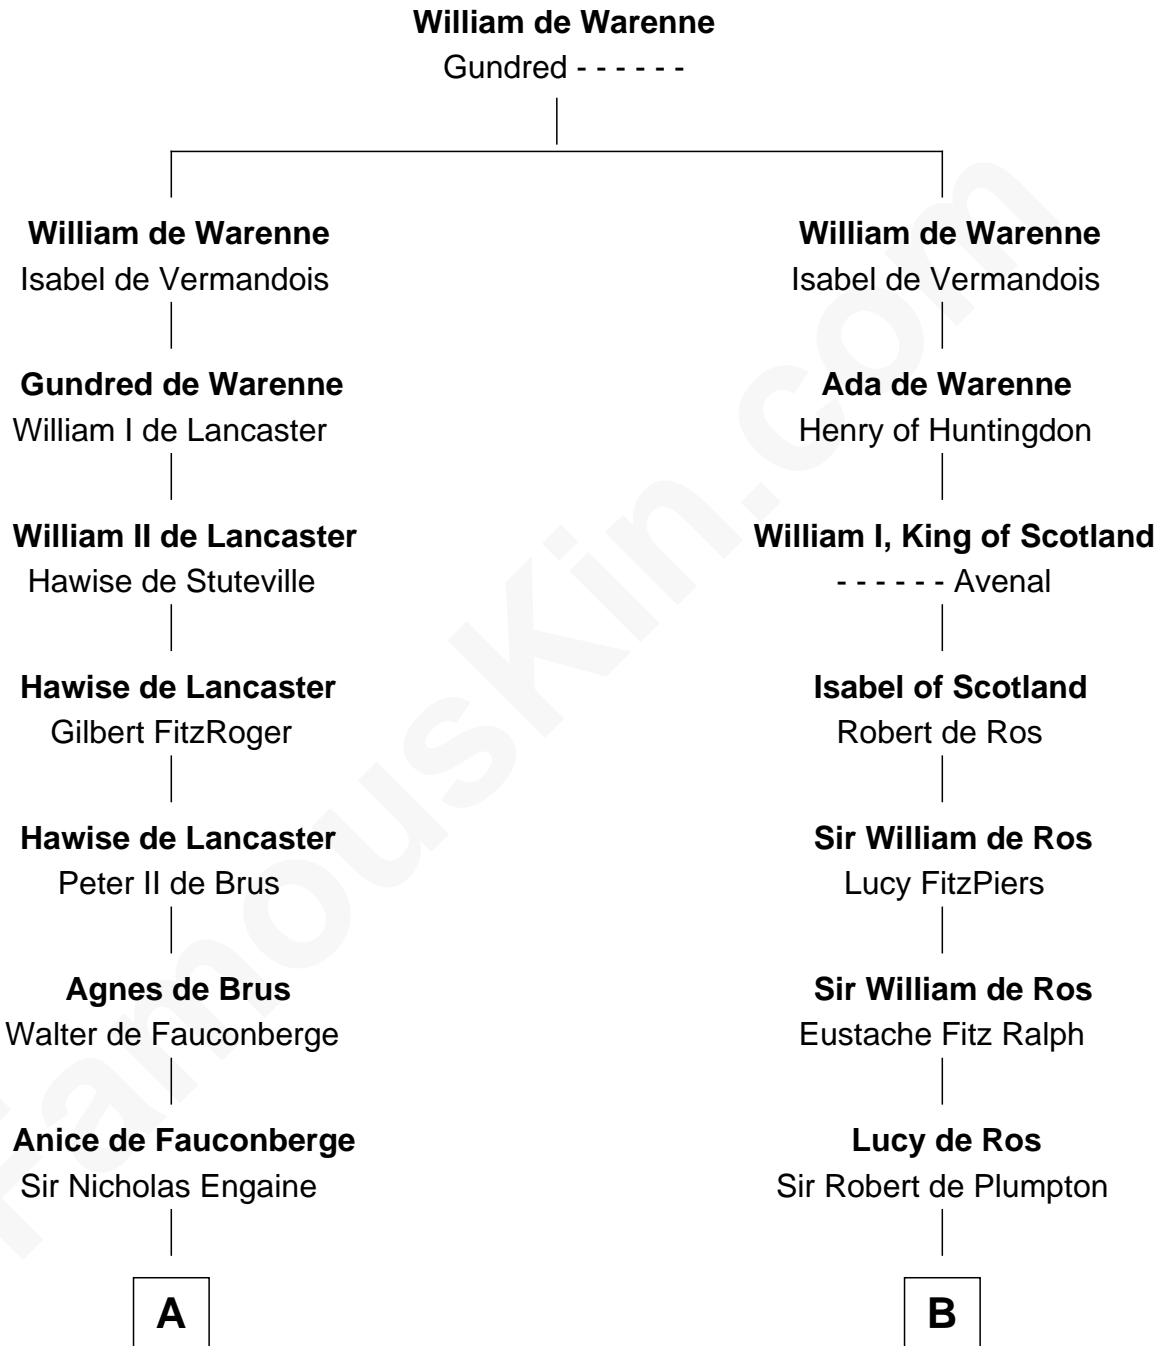 William de Warenne
Gundred - - - - - -
William de Warenne
Isabel de Vermandois
William de Warenne
Isabel de Vermandois
Gundred de Warenne
William I de Lancaster
Ada de Warenne
Henry of Huntingdon
William II de Lancaster
Hawise de Stuteville
William I, King of Scotland
- - - - - - Avenal
Hawise de Lancaster
Gilbert FitzRoger
Isabel of Scotland
Robert de Ros
Hawise de Lancaster
Peter II de Brus
Sir William de Ros
Lucy FitzPiers
Agnes de Brus
Walter de Fauconberge
Sir William de Ros
Eustache Fitz Ralph
Anice de Fauconberge
Sir Nicholas Engaine
Lucy de Ros
Sir Robert de Plumpton
A
B
FamousKin.com